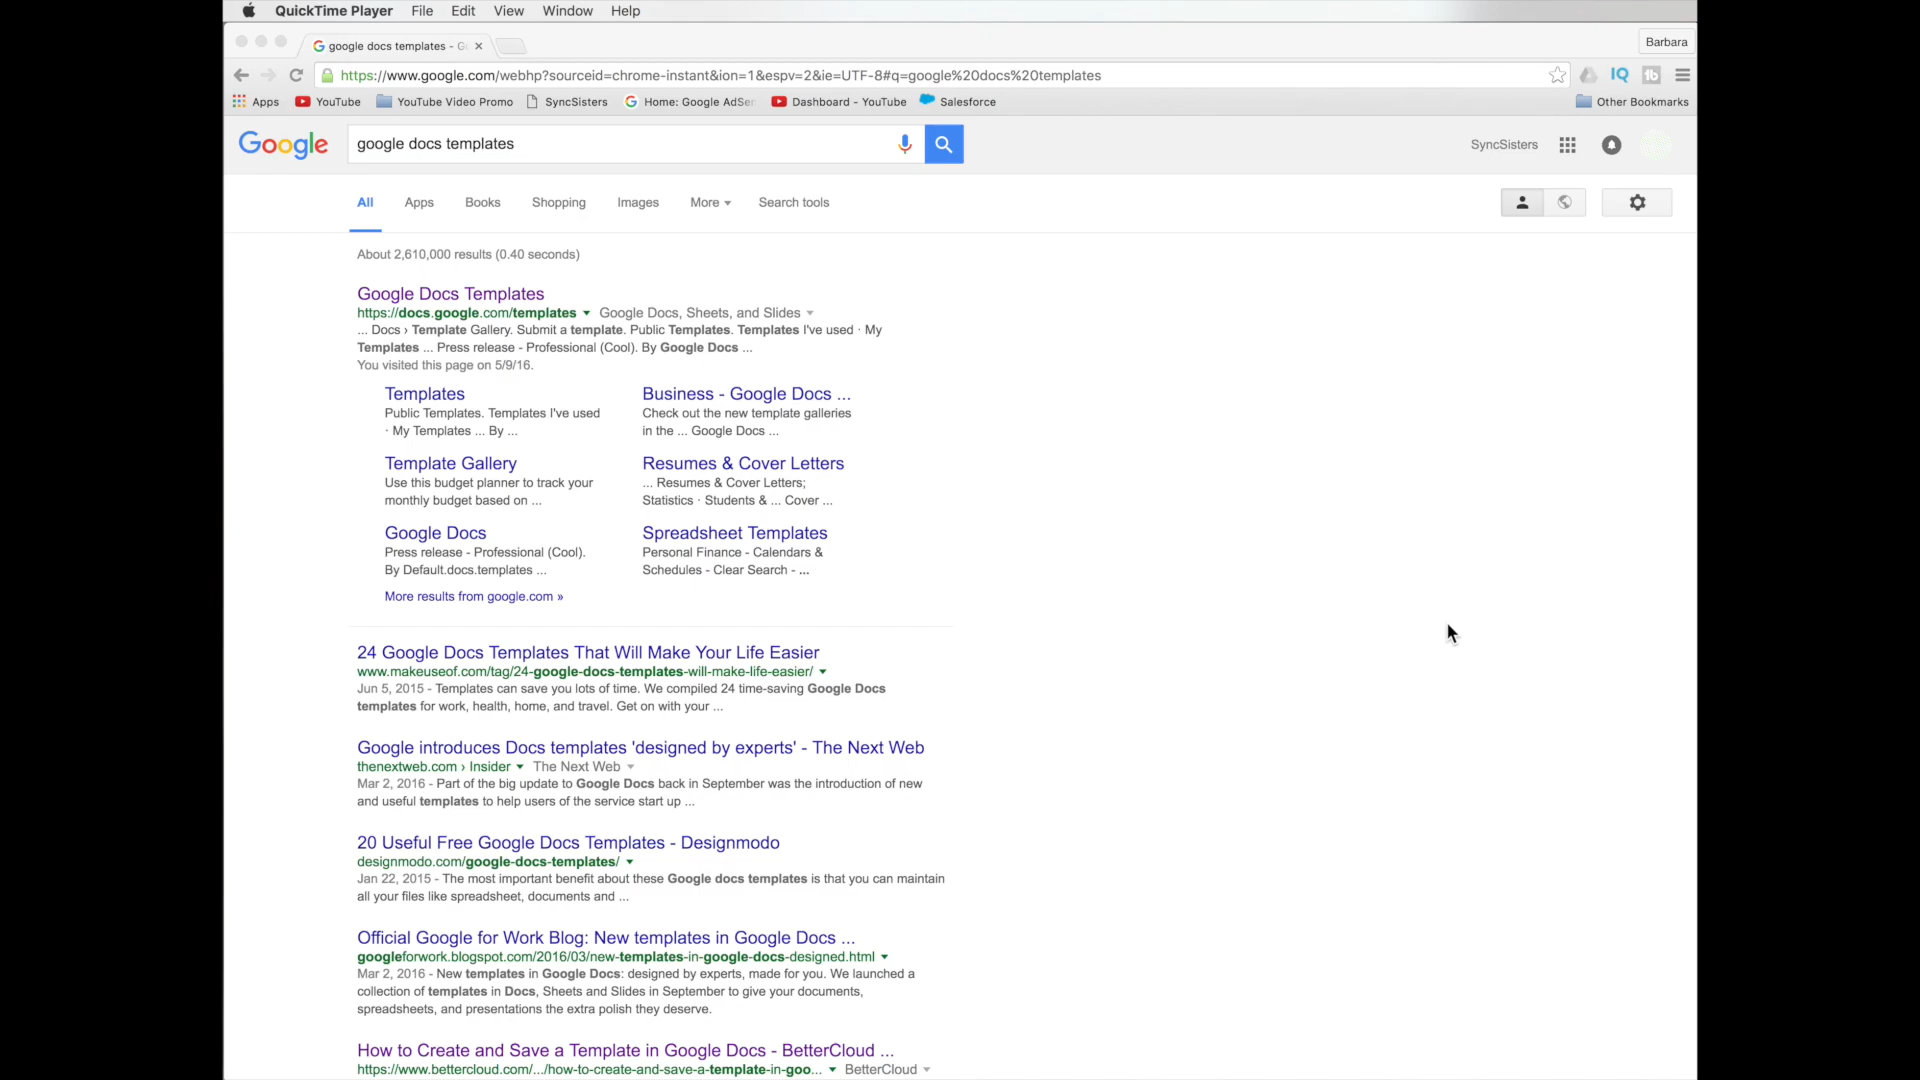 QuickTime Player File Edit View Window Help
google docs templates - G
Barbara
https://www.google.com/webhp?sourceid=chrome-instant&ion=1&espv=2&ie=UTF-8#q=google%20docs%20templates
IQ
tb
Apps YouTube YouTube Video Promo SyncSisters Home: Google AdSer Dashboard - YouTube Salesforce Other Bookmarks
Google google docs templates SyncSisters
All Apps Books Shopping Images More Search tools
About 2,610,000 results (0.40 seconds)
Google Docs Templates
https://docs.google.com/templates Google Docs, Sheets, and Slides
... Docs › Template Gallery. Submit a template. Public Templates. Templates I've used · My
Templates ... Press release - Professional (Cool). By Google Docs ...
You visited this page on 5/9/16.
Templates
Public Templates. Templates I've used
· My Templates ... By ...
Business - Google Docs ...
Check out the new template galleries
in the ... Google Docs ...
Template Gallery
Use this budget planner to track your
monthly budget based on ...
Resumes & Cover Letters
... Resumes & Cover Letters;
Statistics · Students & ... Cover ...
Google Docs
Press release - Professional (Cool).
By Default.docs.templates ...
Spreadsheet Templates
Personal Finance - Calendars &
Schedules - Clear Search - ...
More results from google.com »
24 Google Docs Templates That Will Make Your Life Easier
www.makeuseof.com/tag/24-google-docs-templates-will-make-life-easier/
Jun 5, 2015 - Templates can save you lots of time. We compiled 24 time-saving Google Docs
templates for work, health, home, and travel. Get on with your ...
Google introduces Docs templates 'designed by experts' - The Next Web
thenextweb.com › Insider The Next Web
Mar 2, 2016 - Part of the big update to Google Docs back in September was the introduction of new
and useful templates to help users of the service start up ...
20 Useful Free Google Docs Templates - Designmodo
designmodo.com/google-docs-templates/
Jan 22, 2015 - The most important benefit about these Google docs templates is that you can maintain
all your files like spreadsheet, documents and ...
Official Google for Work Blog: New templates in Google Docs ...
googleforwork.blogspot.com/2016/03/new-templates-in-google-docs-designed.html
Mar 2, 2016 - New templates in Google Docs: designed by experts, made for you. We launched a
collection of templates in Docs, Sheets and Slides in September to give your documents,
spreadsheets, and presentations the extra polish they deserve.
How to Create and Save a Template in Google Docs - BetterCloud ...
https://www.bettercloud.com/.../how-to-create-and-save-a-template-in-goo... BetterCloud